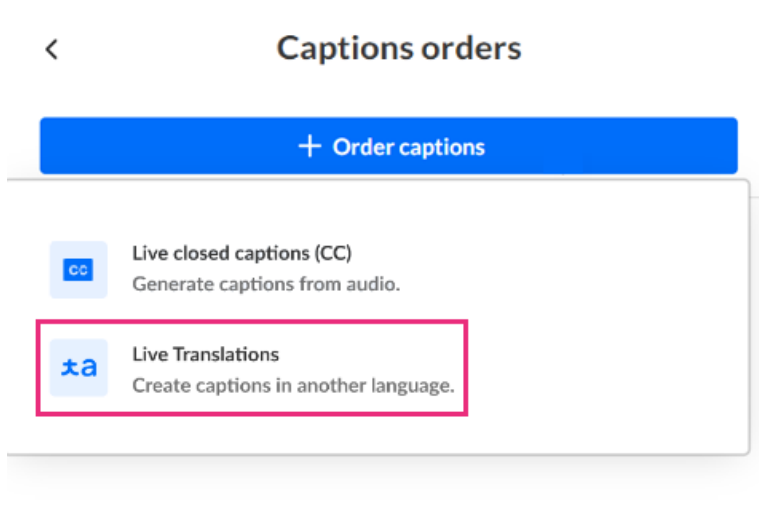 Captions orders
+ Order captions
Live closed captions (CC)
CC
Generate captions from audio.
Live Translations
Create captions in another language.